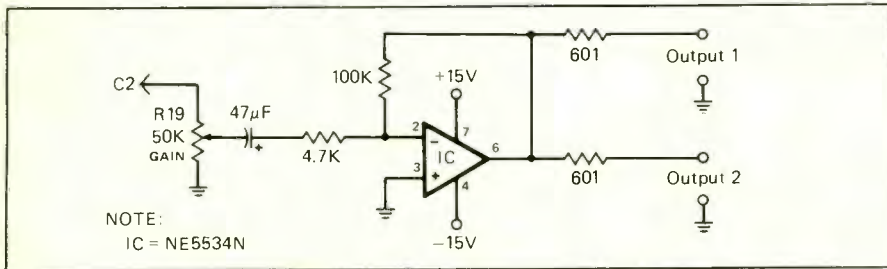 C2
R19
50K
GAIN
47µF
+
4.7K
100K
+15V
7
2
−
IC
6
3
+
4
−15V
601
Output 1
601
Output 2
NOTE:
IC = NE5534N